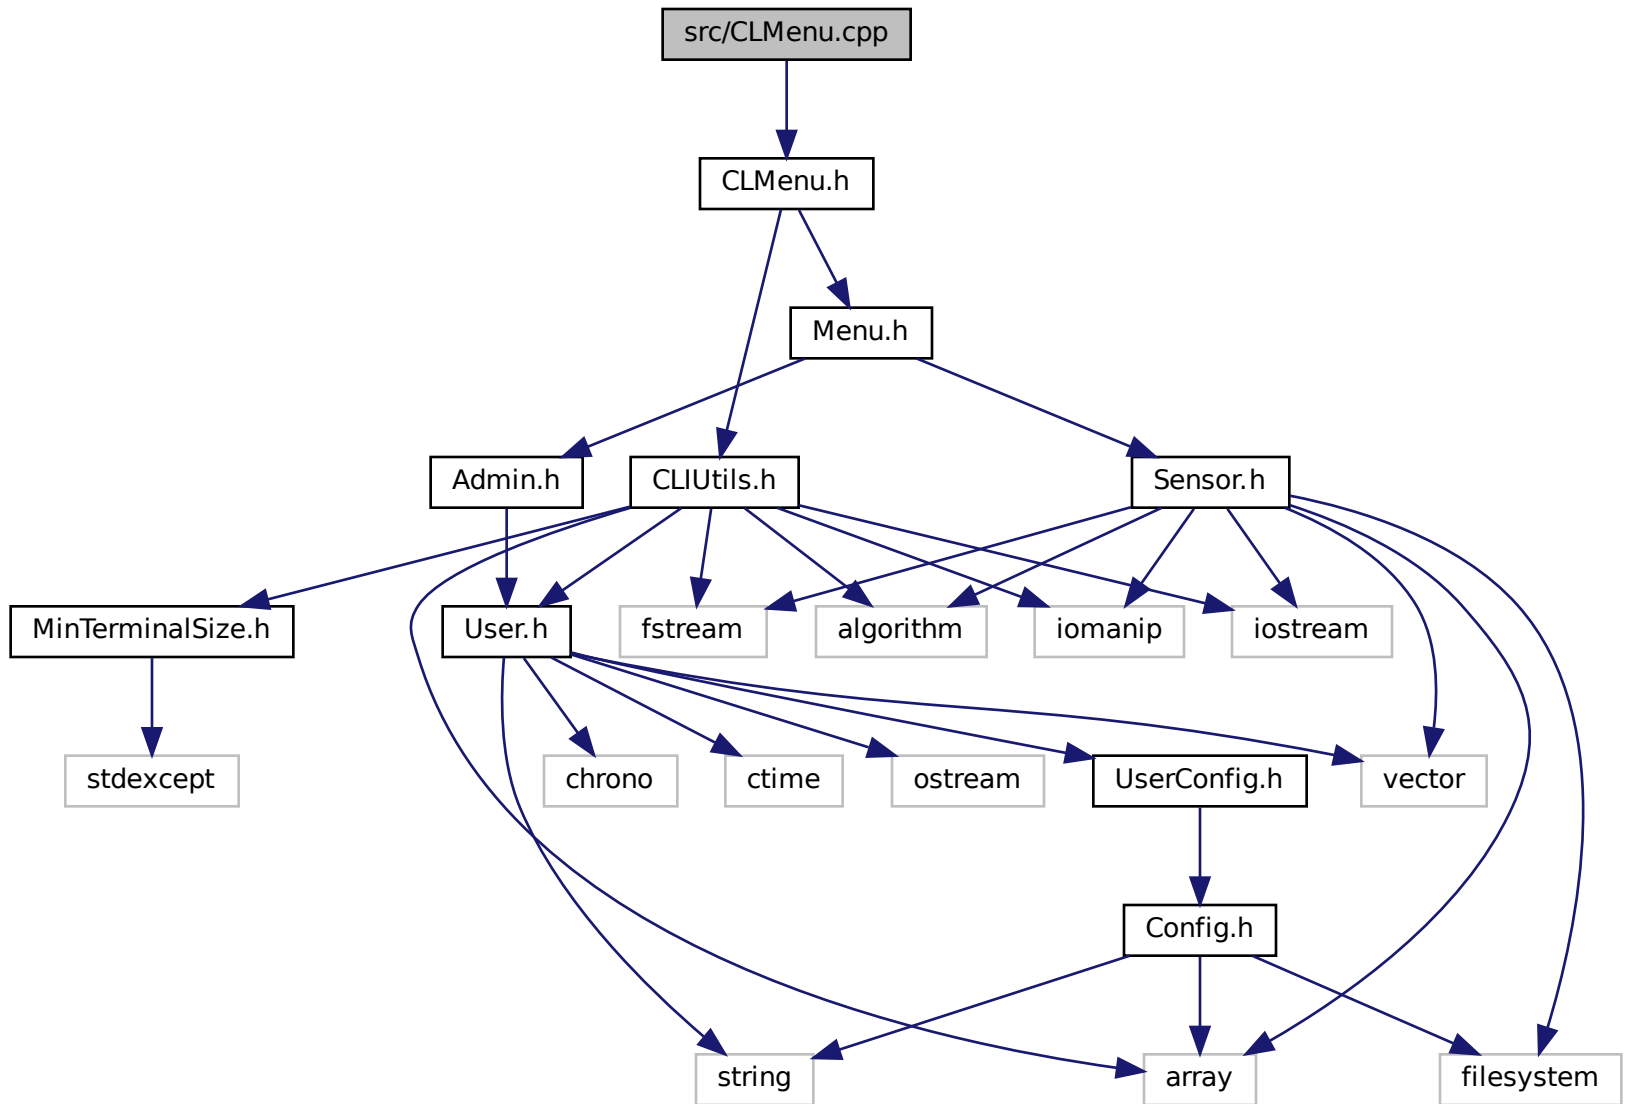 src/CLMenu.cpp
CLMenu.h
Menu.h
Admin.h
CLIUtils.h
Sensor.h
MinTerminalSize.h
User.h
fstream
algorithm
iomanip
iostream
stdexcept
chrono
ctime
ostream
UserConfig.h
vector
Config.h
string
array
filesystem